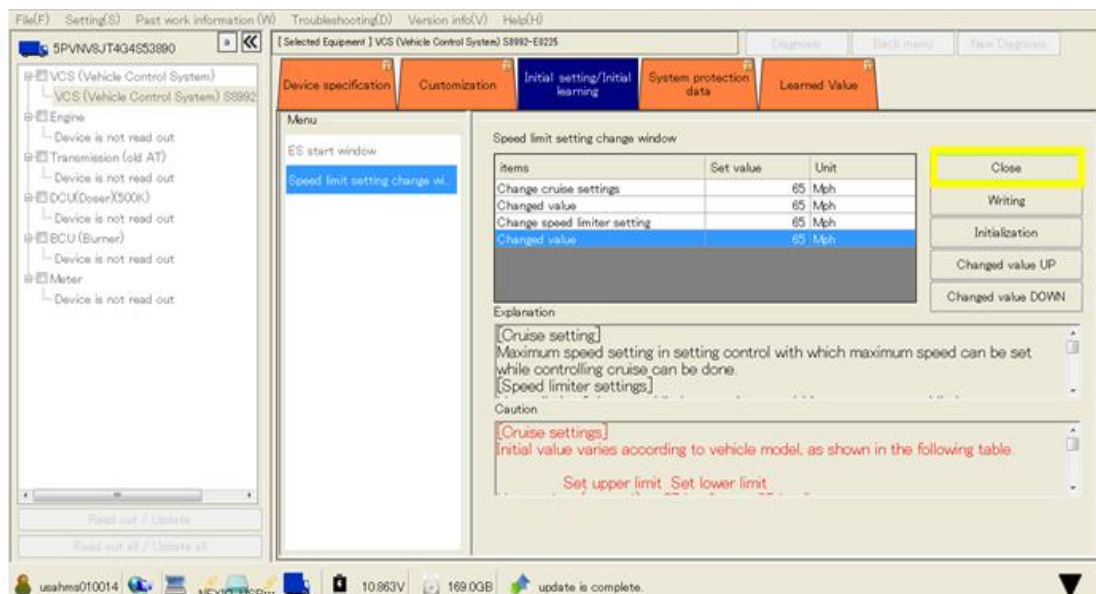 File(F) Setting(S) Past work information (W) Troubleshooting(D) Version info(V) Help(H)
5PVNV8JT4G4S53890
a
[ Selected Equipment ] VCS (Vehicle Control System) S8992-E0225
Diagnosis
Back menu
New Diagnosis
VCS (Vehicle Control System)
VCS (Vehicle Control System) S8992
Engine
Device is not read out
Transmission (old AT)
Device is not read out
DCU(Doser)(500K)
Device is not read out
BCU (Burner)
Device is not read out
Meter
Device is not read out
Read out / Update
Read out all / Update all
Device specification
Customization
Initial setting/Initial
learning
System protection
data
Learned Value
Menu
ES start window
Speed limit setting change wi...
Speed limit setting change window
items Set value Unit
Change cruise settings 65 Mph
Changed value 65 Mph
Change speed limiter setting 65 Mph
Changed value 65 Mph
Close
Writing
Initialization
Changed value UP
Changed value DOWN
Explanation
[Cruise setting]
Maximum speed setting in setting control with which maximum speed can be set
while controlling cruise can be done.
[Speed limiter settings]
Caution
[Cruise settings]
Initial value varies according to vehicle model, as shown in the following table.
Set upper limit Set lower limit
usahms010014
10.963V
169.0GB
update is complete.